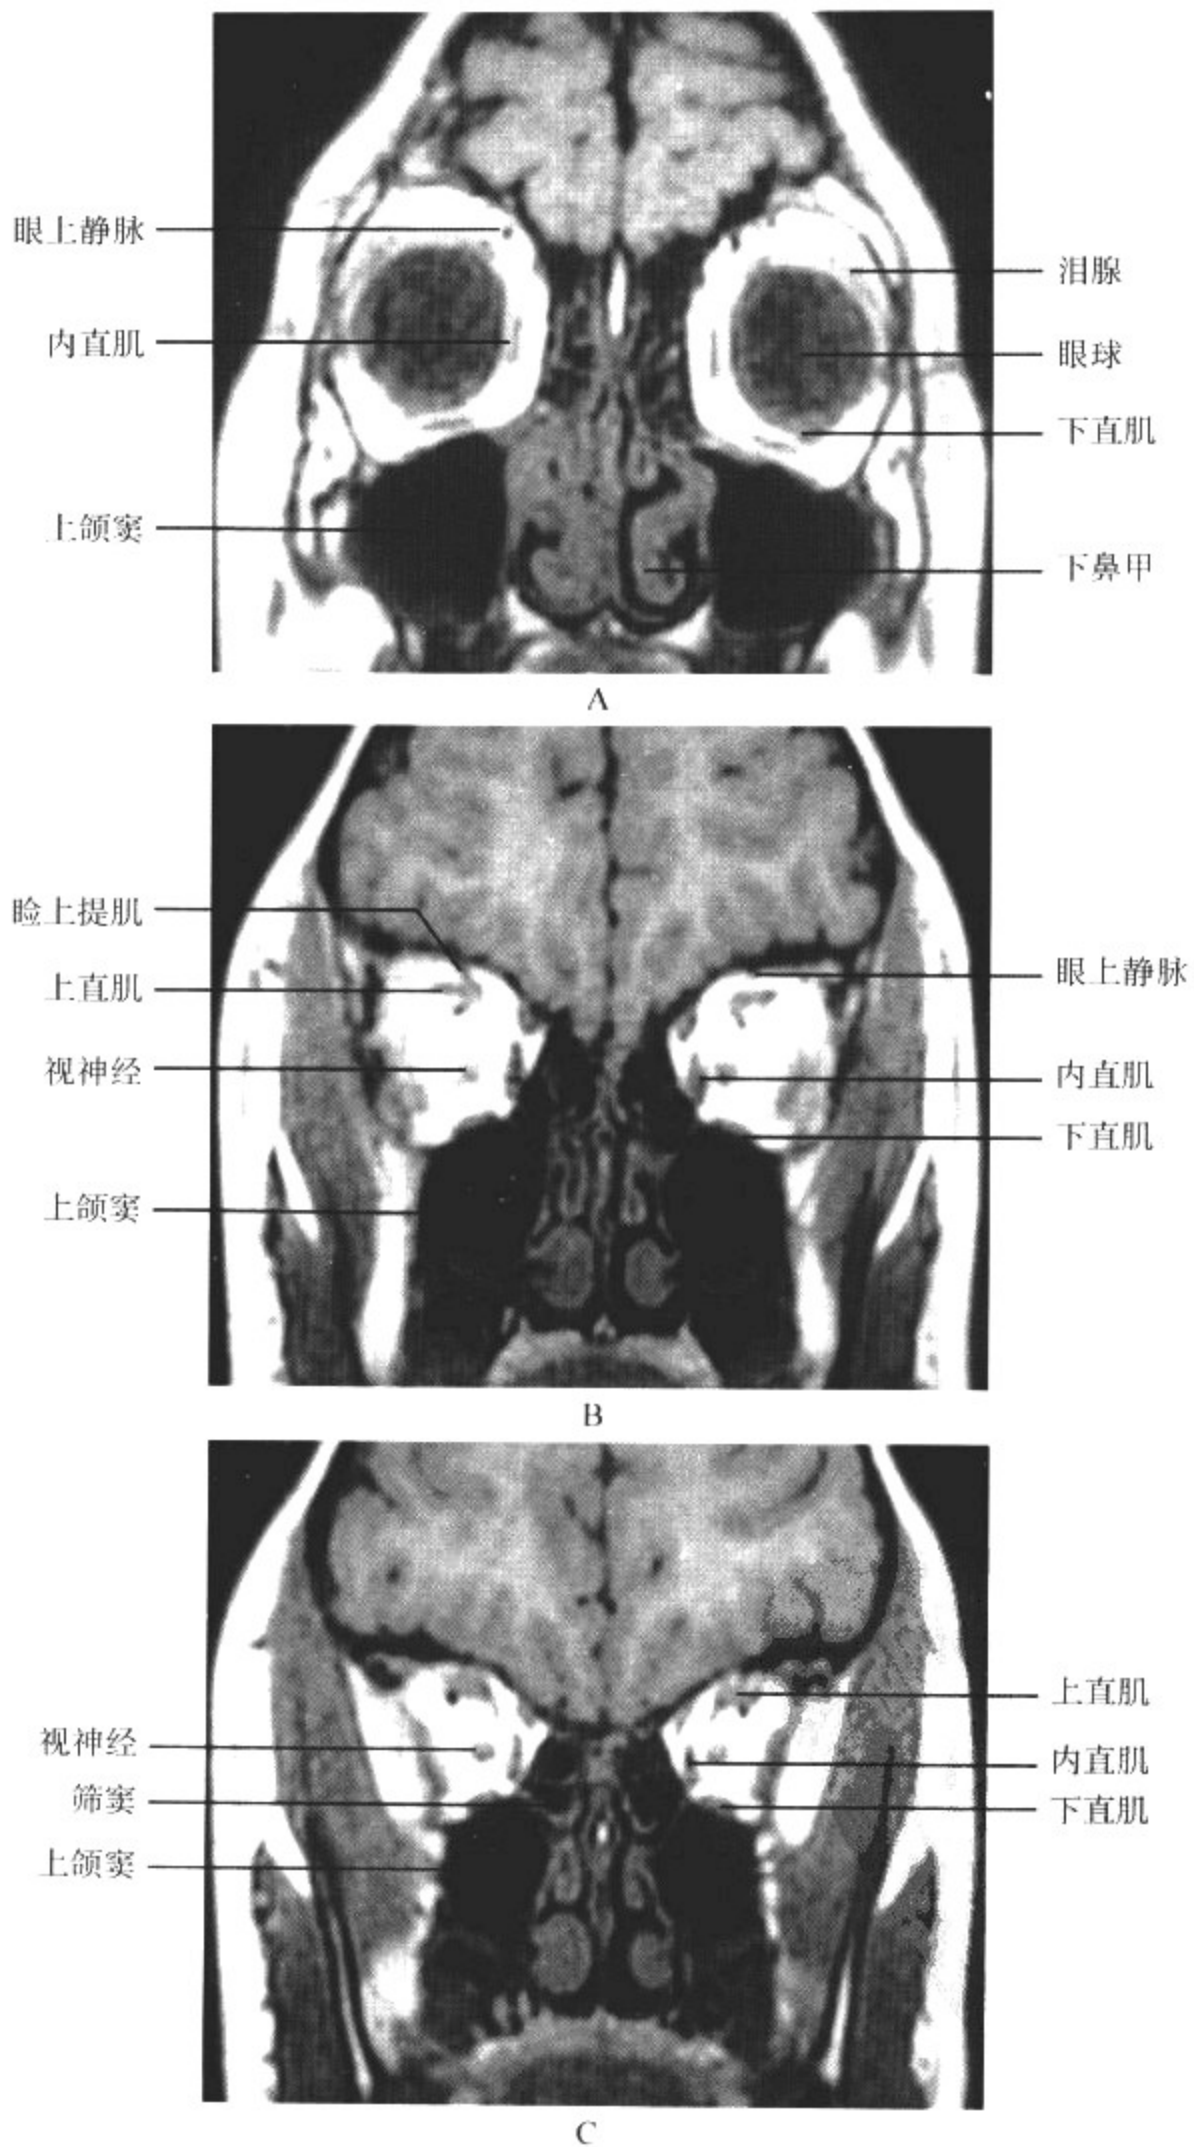 眼上静脉
内直肌
上颌窦
泪腺
眼球
下直肌
下鼻甲
A
睑上提肌
上直肌
视神经
上颌窦
眼上静脉
内直肌
下直肌
B
视神经
筛窦
上颌窦
上直肌
内直肌
下直肌
C